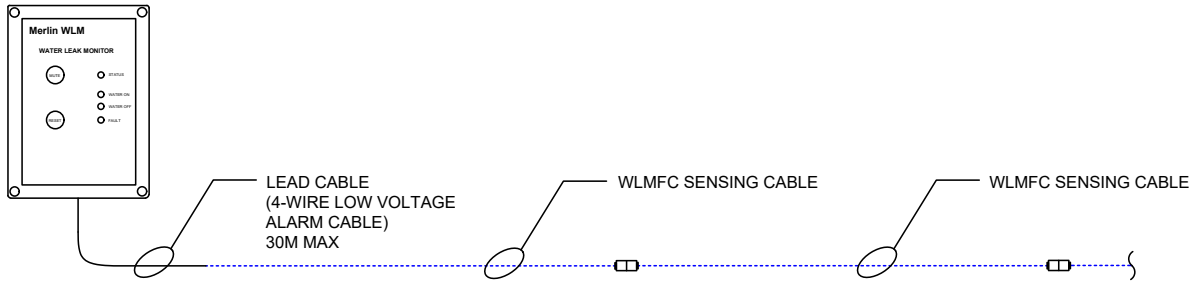 Merlin WLM
WATER LEAK MONITOR
MUTE
STATUS
WATER ON
WATER OFF
RESET
FAULT
LEAD CABLE
(4-WIRE LOW VOLTAGE
ALARM CABLE)
30M MAX
WLMFC SENSING CABLE
WLMFC SENSING CABLE